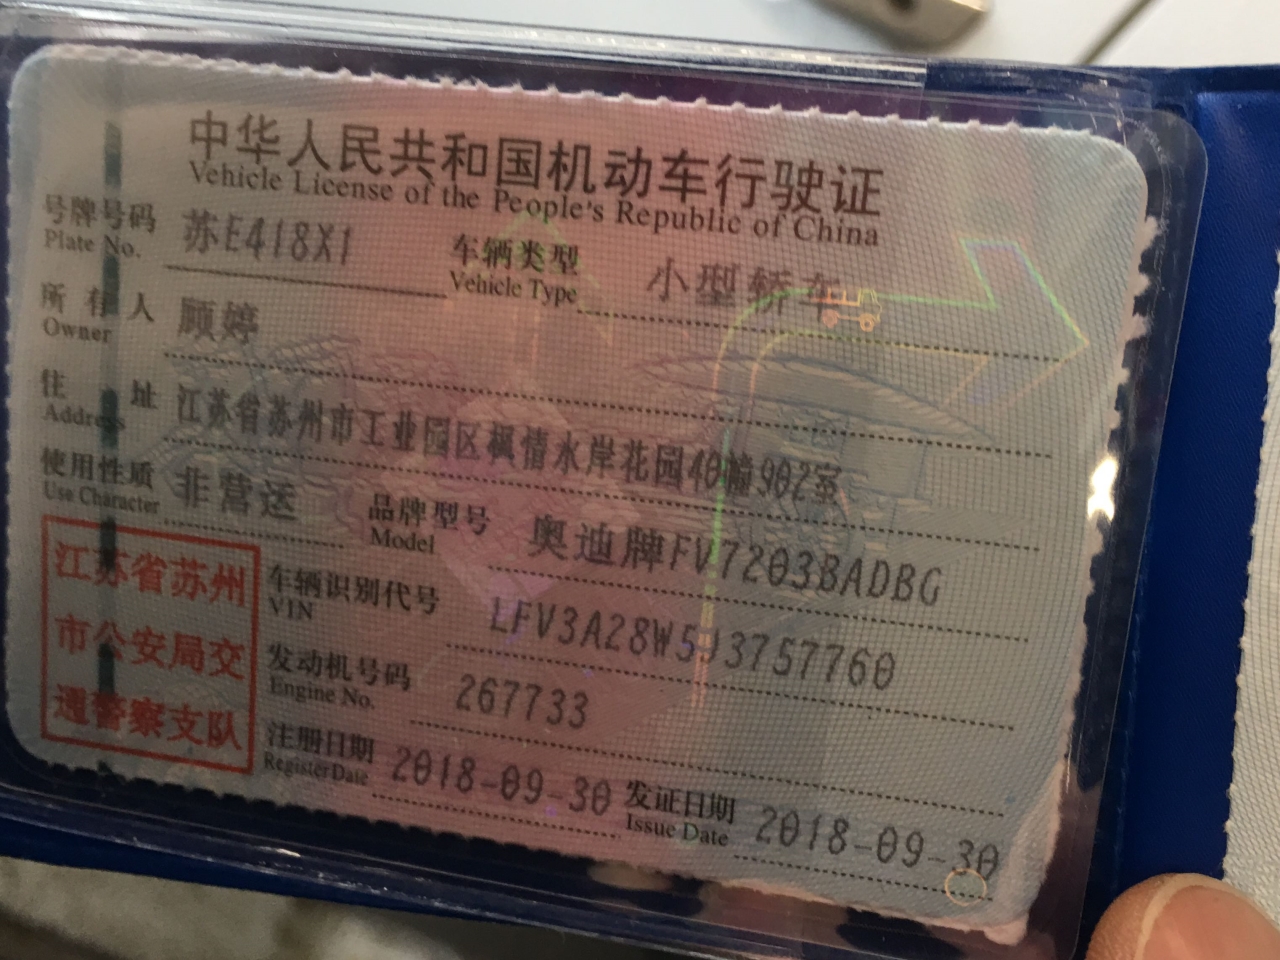 中华人民共和国机动车行驶证
Vehicle License of the People's Republic of China
号牌号码 苏E418X1 车辆类型 小型轿车
Plate No. Vehicle Type
所有人 顾婷
Owner
住址 江苏省苏州市工业园区枫情水岸花园40幢902室
Address
使用性质 非营运 品牌型号 奥迪牌FV7203BADBG
Use Character Model
江苏省苏州
市公安局交
通警察支队
车辆识别代号 LFV3A28W5J3757760
VIN
发动机号码 267733
Engine No.
注册日期 2018-09-30 发证日期 2018-09-30
Register Date Issue Date